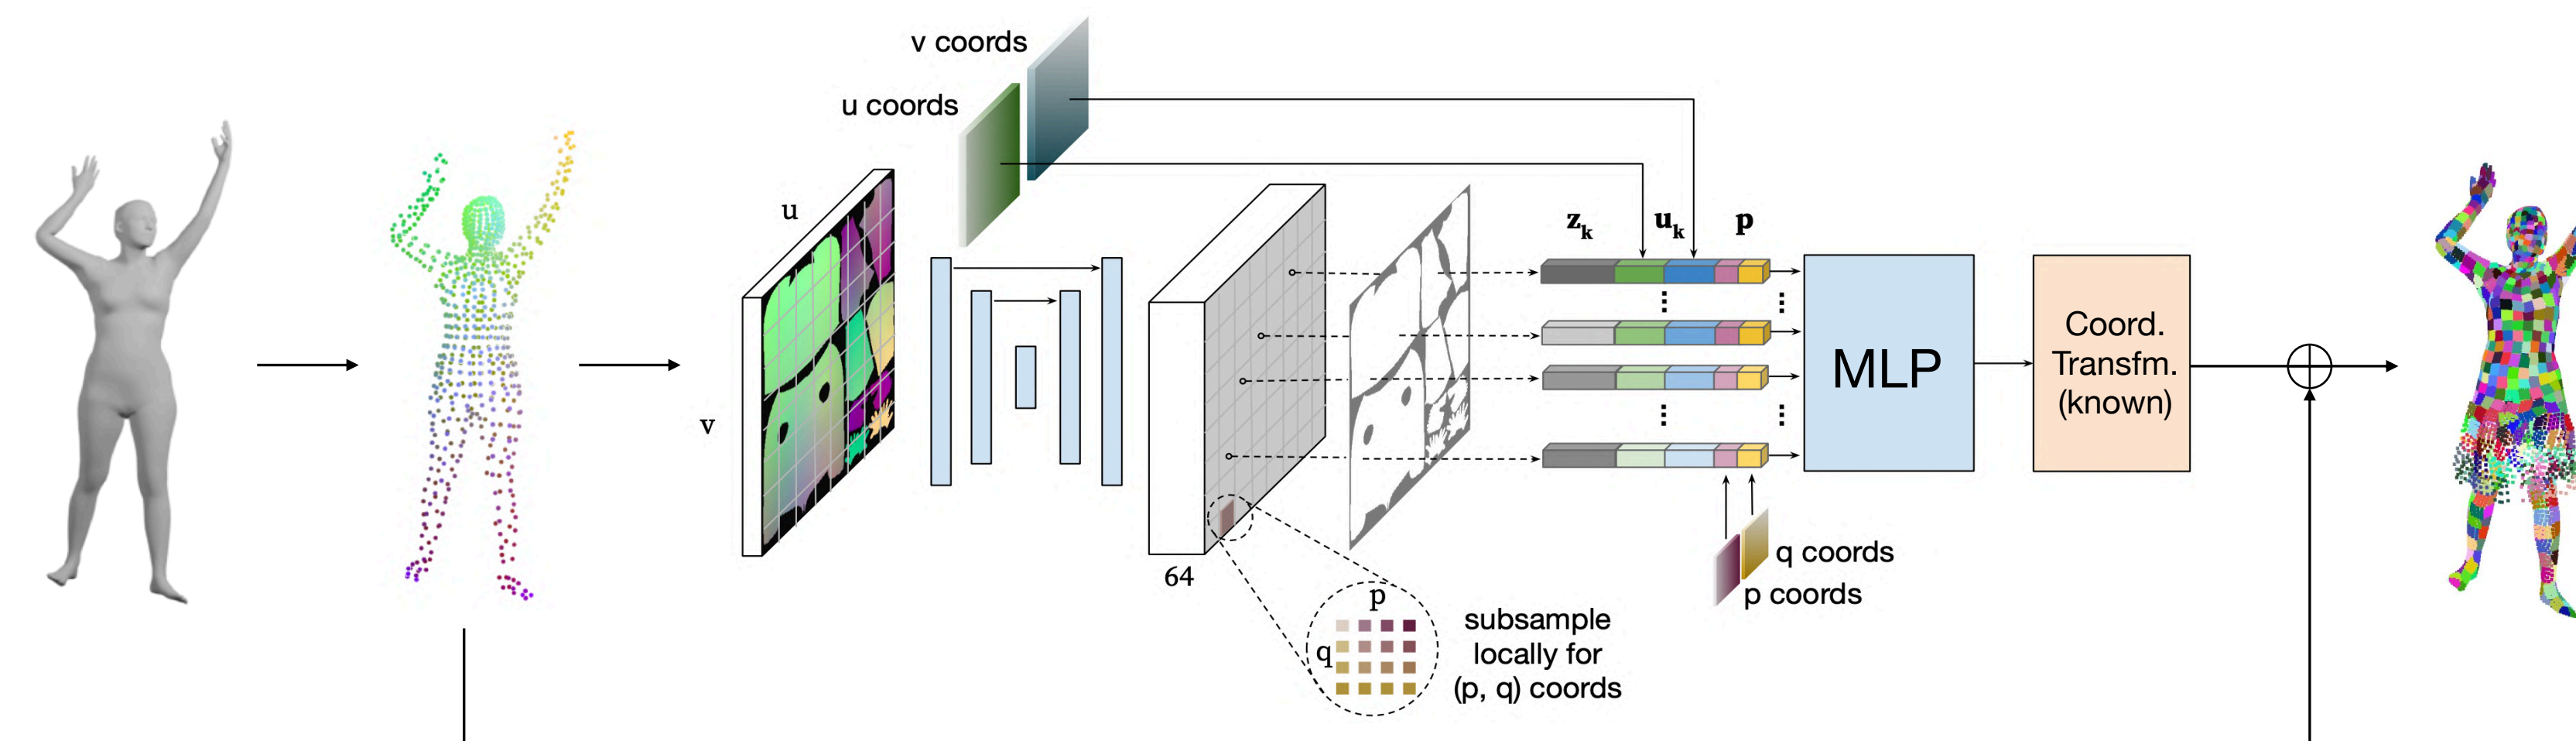 v coords
u coords
u
v
64
z_k
u_k
p
MLP
Coord.
Transfm.
(known)
q coords
p coords
p
q
subsample
locally for
(p, q) coords